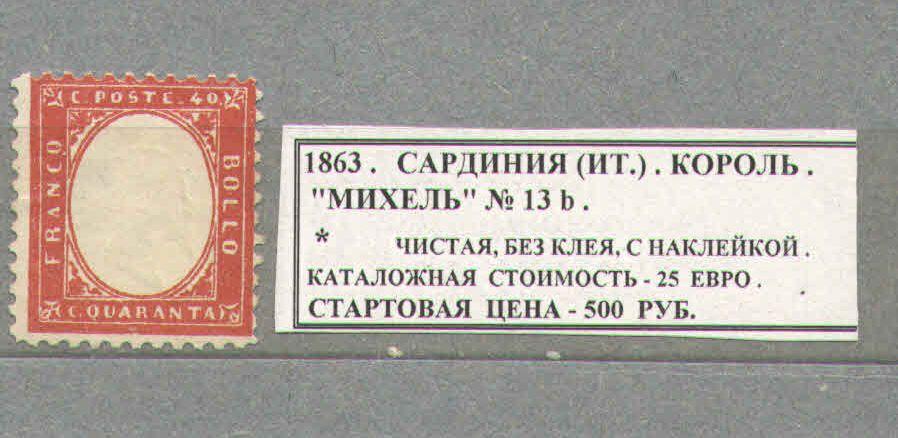 C. POSTE. 40
FRANCO
BOLLO
C. QUARANTA
1863 . САРДИНИЯ (ИТ.) . КОРОЛЬ .
"МИХЕЛЬ" № 13 b .
* ЧИСТАЯ, БЕЗ КЛЕЯ, С НАКЛЕЙКОЙ .
КАТАЛОЖНАЯ СТОИМОСТЬ - 25 ЕВРО .
СТАРТОВАЯ ЦЕНА - 500 РУБ.